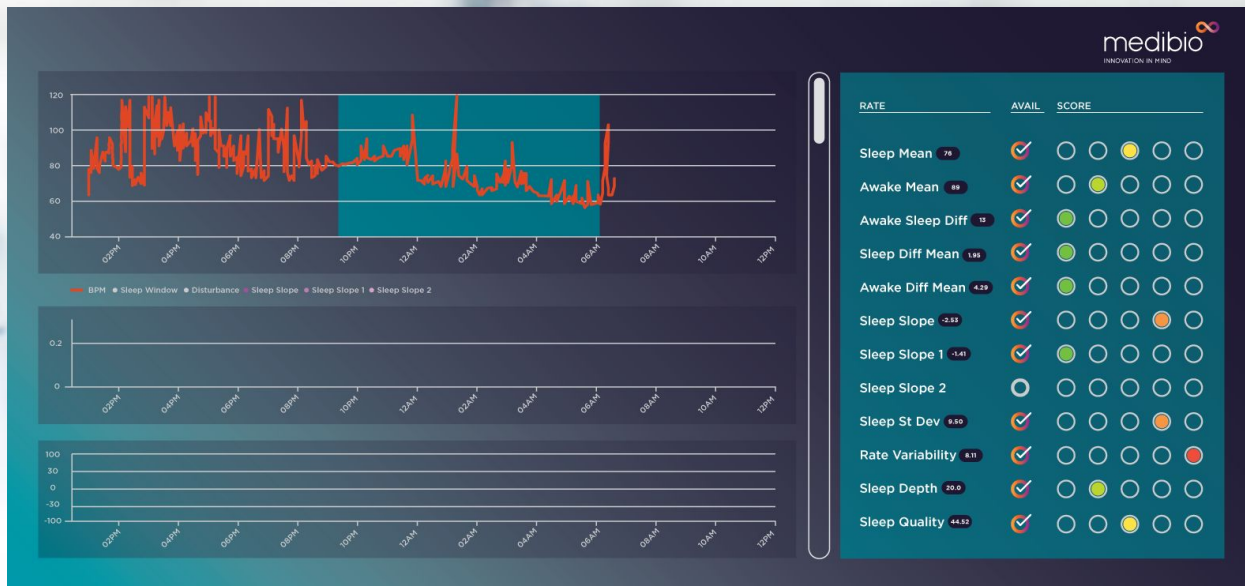 medibio
INNOVATION IN MIND
120
100
80
60
40
02PM 04PM 06PM 08PM 10PM 12AM 02AM 04AM 06AM 08AM 10AM 12PM
BPM Sleep Window Disturbance Sleep Slope Sleep Slope 1 Sleep Slope 2
0.2
0
02PM 04PM 06PM 08PM 10PM 12AM 02AM 04AM 06AM 08AM 10AM 12PM
100
30
0
-30
-100
02PM 04PM 06PM 08PM 10PM 12AM 02AM 04AM 06AM 08AM 10AM 12PM
RATE AVAIL SCORE
Sleep Mean 76
Awake Mean 89
Awake Sleep Diff 13
Sleep Diff Mean 1.95
Awake Diff Mean 4.29
Sleep Slope -2.53
Sleep Slope 1 -1.41
Sleep Slope 2
Sleep St Dev 9.50
Rate Variability 8.11
Sleep Depth 20.0
Sleep Quality 44.52